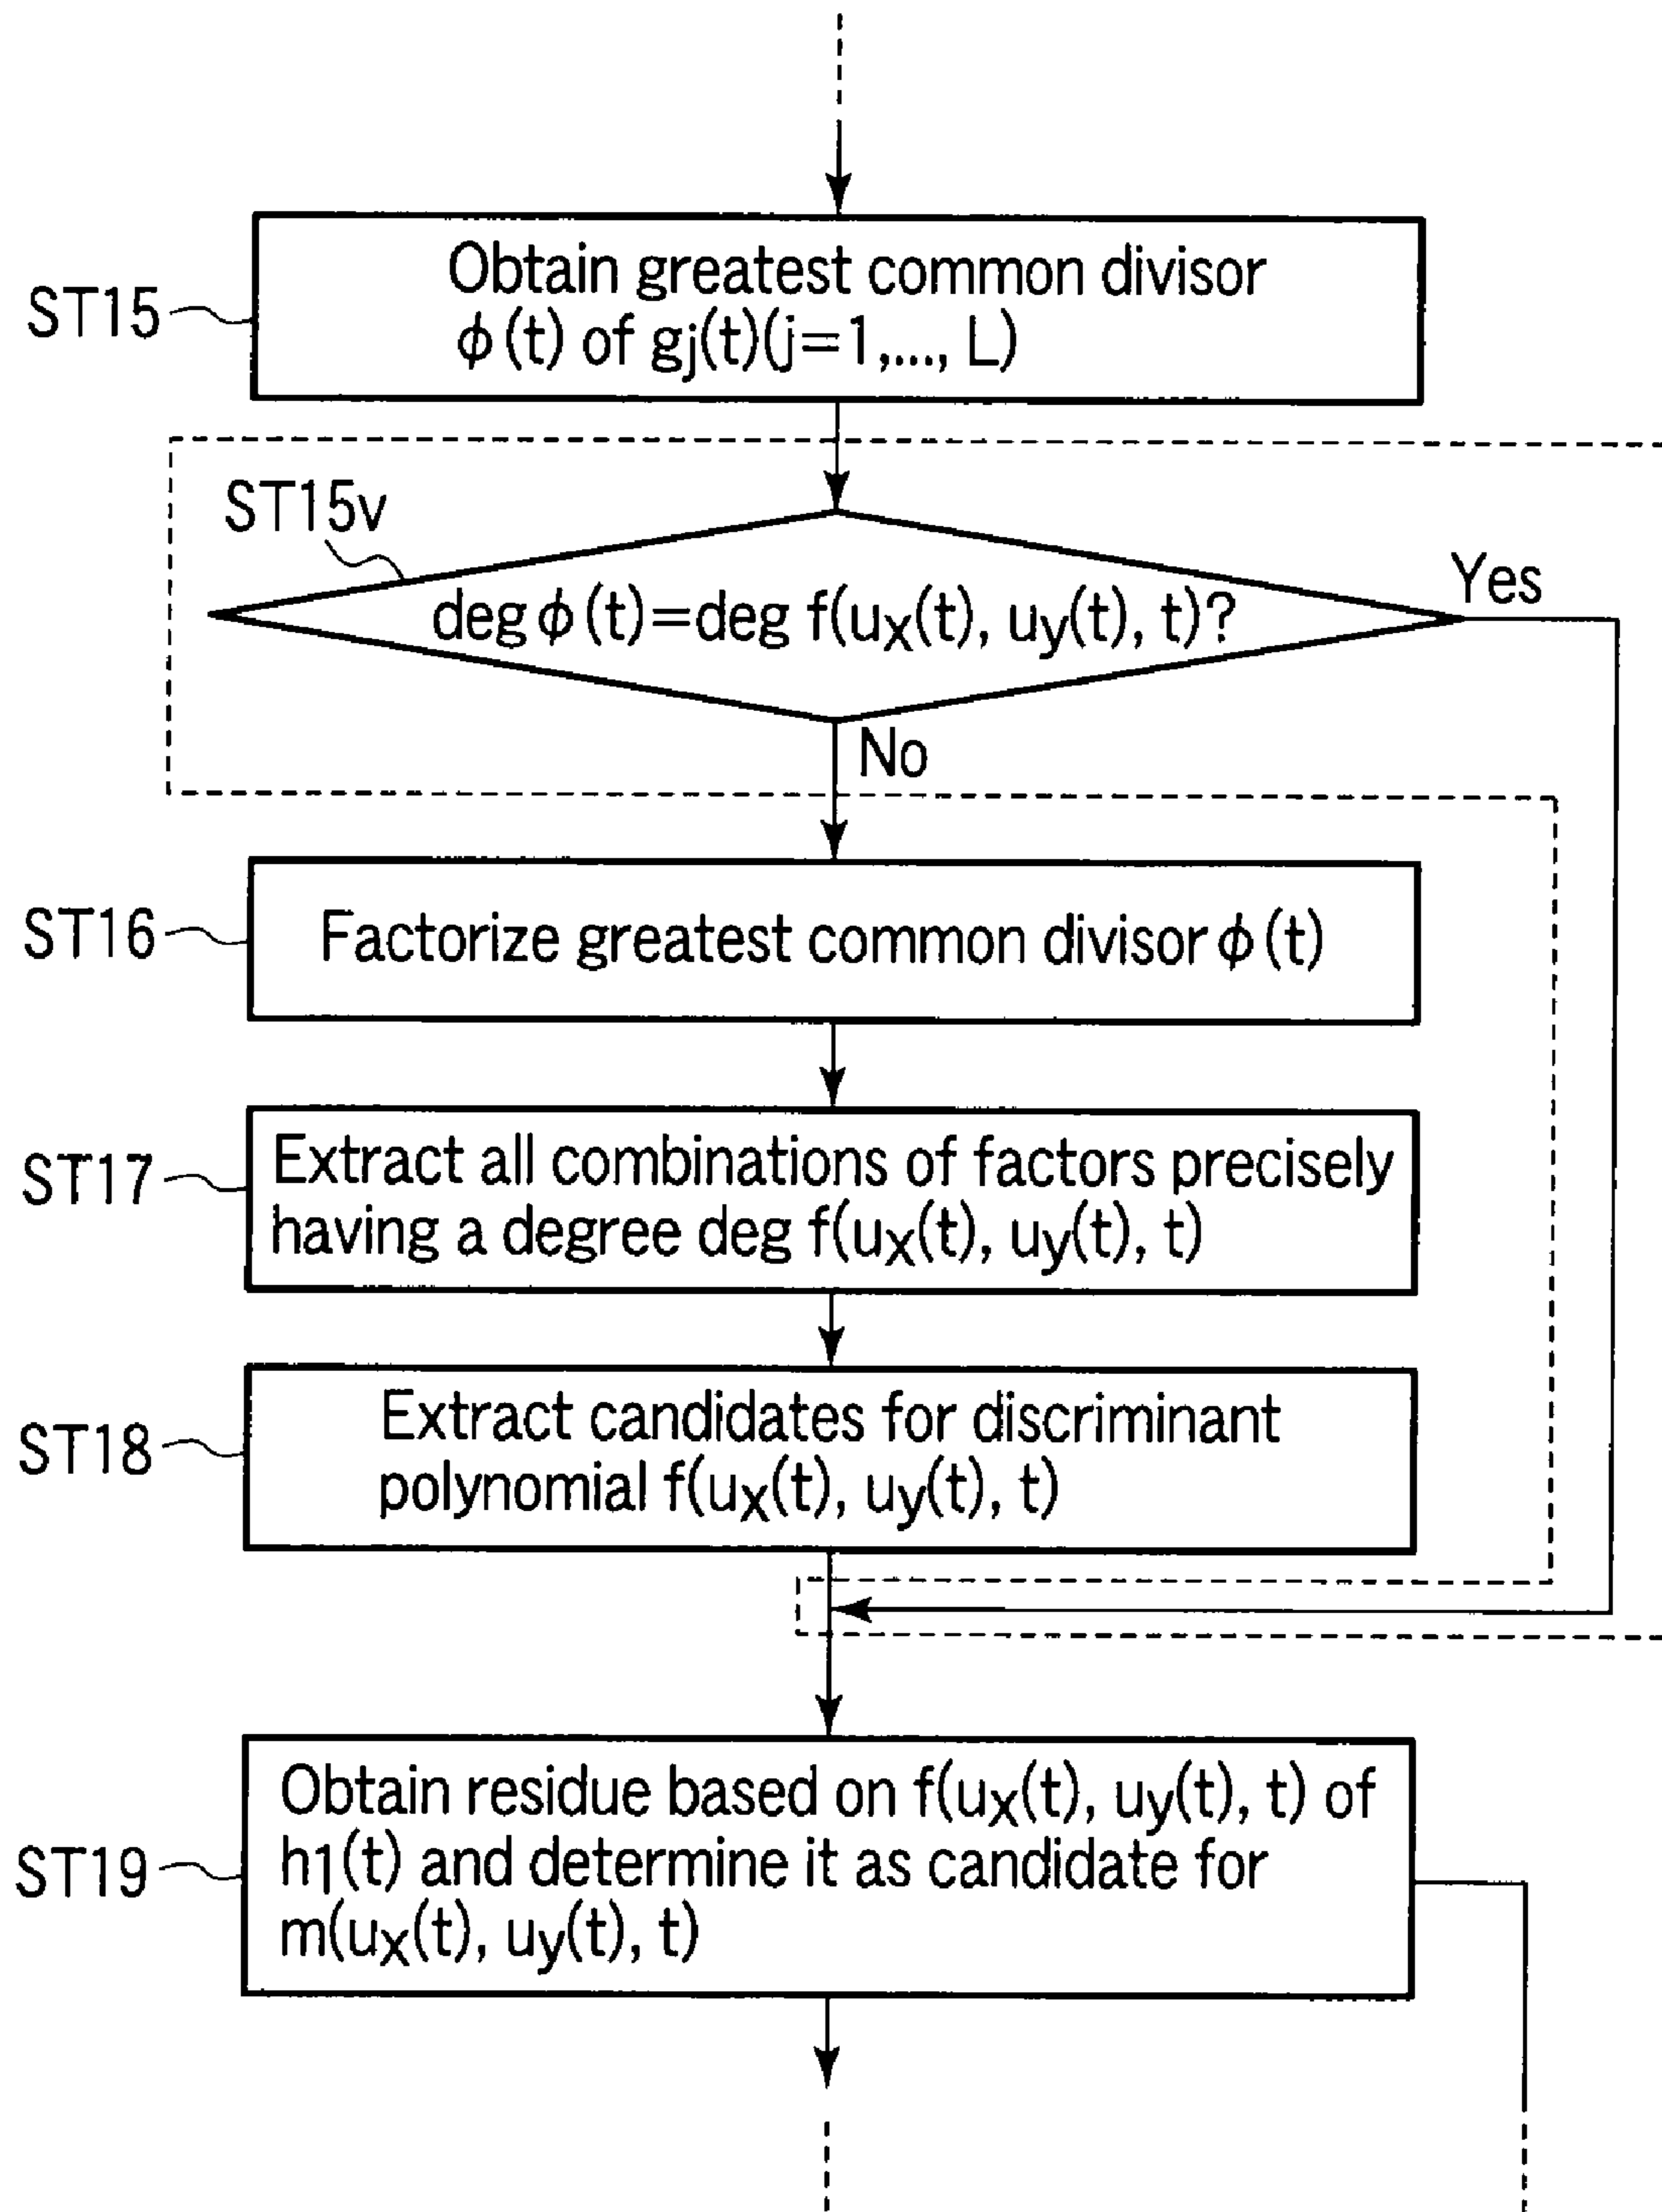 ST15
Obtain greatest common divisor
ϕ(t) of gj(t)(j=1,..., L)
ST15v
deg ϕ(t)=deg f(ux(t), uy(t), t)?
Yes
No
ST16
Factorize greatest common divisor ϕ(t)
ST17
Extract all combinations of factors precisely
having a degree deg f(ux(t), uy(t), t)
ST18
Extract candidates for discriminant
polynomial f(ux(t), uy(t), t)
ST19
Obtain residue based on f(ux(t), uy(t), t) of
h1(t) and determine it as candidate for
m(ux(t), uy(t), t)